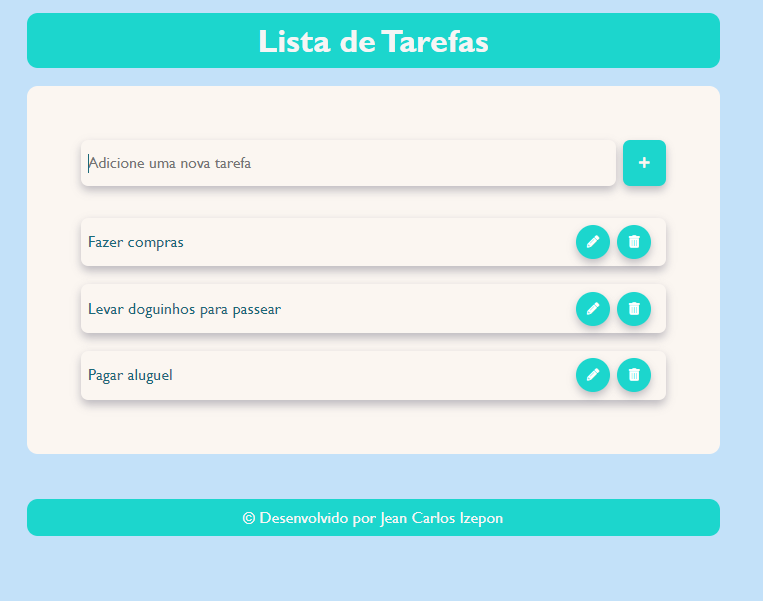 Lista de Tarefas
Adicione uma nova tarefa
+
Fazer compras
Levar doguinhos para passear
Pagar aluguel
© Desenvolvido por Jean Carlos Izepon